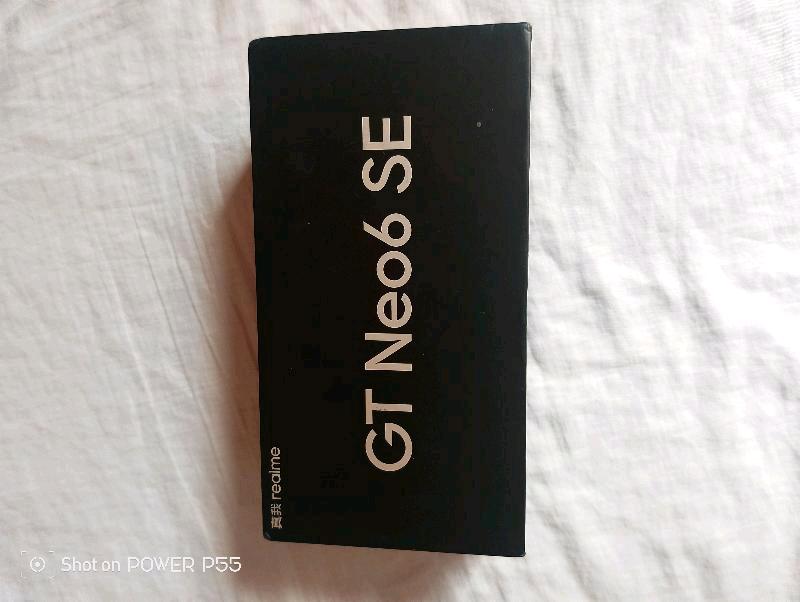 GT Neo6 SE
真我 realme
Shot on POWER P55